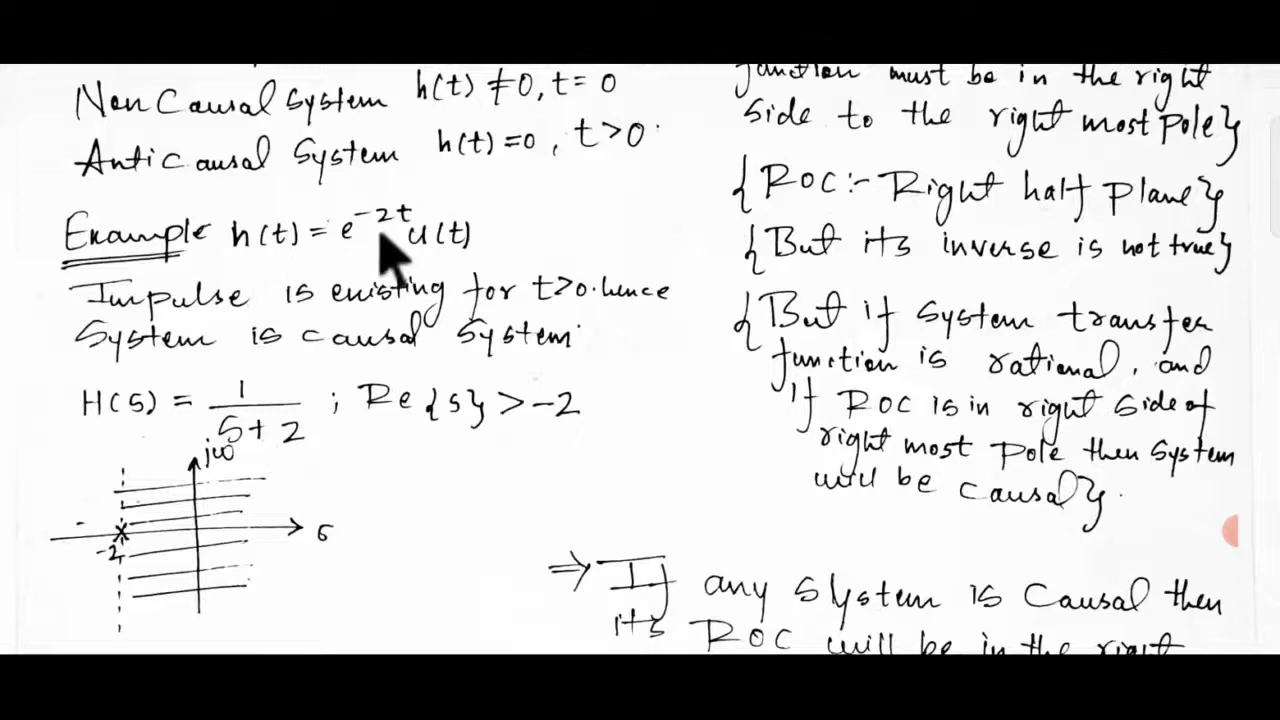 Non Causal System h(t) ≠0, t= 0
Anti causal System h(t) =0 , t>0.
Example h(t) = e^-2t u(t)
Impulse is existing for t>0. hence
System is causal system.
H(S) = 1/(S+2) ; Re{s} > -2
jω
-2
σ
function must be in the right
side to the right most pole}
{ROC:- Right half Plane}
{But its inverse is not true}
{But if system transfer
function is rational, and
if ROC is in right side of
right most pole then system
will be causal}.
⇒ If any system is Causal then
its ROC will be in the right